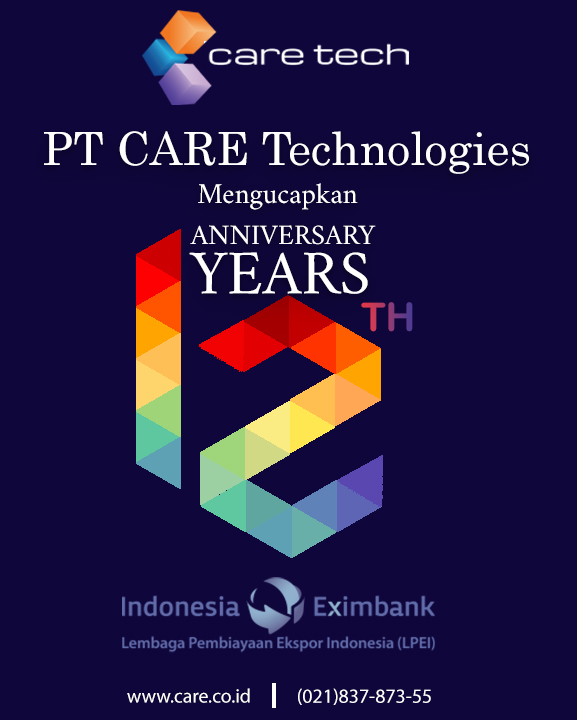 care tech
PT CARE Technologies
Mengucapkan
ANNIVERSARY
YEARS
12
TH
Indonesia Eximbank
Lembaga Pembiayaan Ekspor Indonesia (LPEI)
www.care.co.id | (021)837-873-55